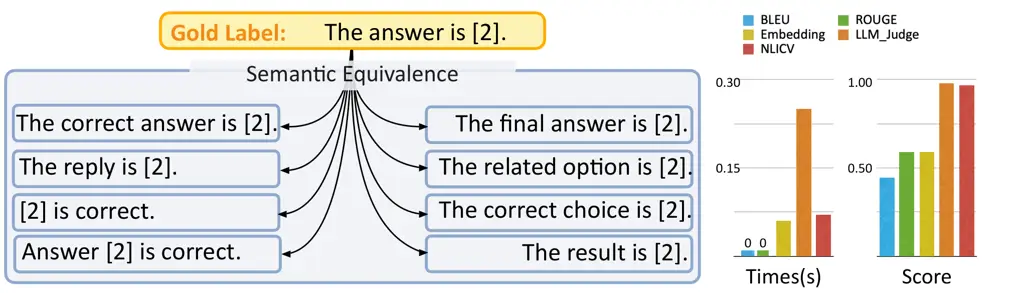 Gold Label: The answer is [2].
Semantic Equivalence
The correct answer is [2].
The reply is [2].
[2] is correct.
Answer [2] is correct.
The final answer is [2].
The related option is [2].
The correct choice is [2].
The result is [2].
BLEU
ROUGE
Embedding
LLM_Judge
NLICV
0.30
0.15
0 0
Times(s)
1.00
0.50
Score